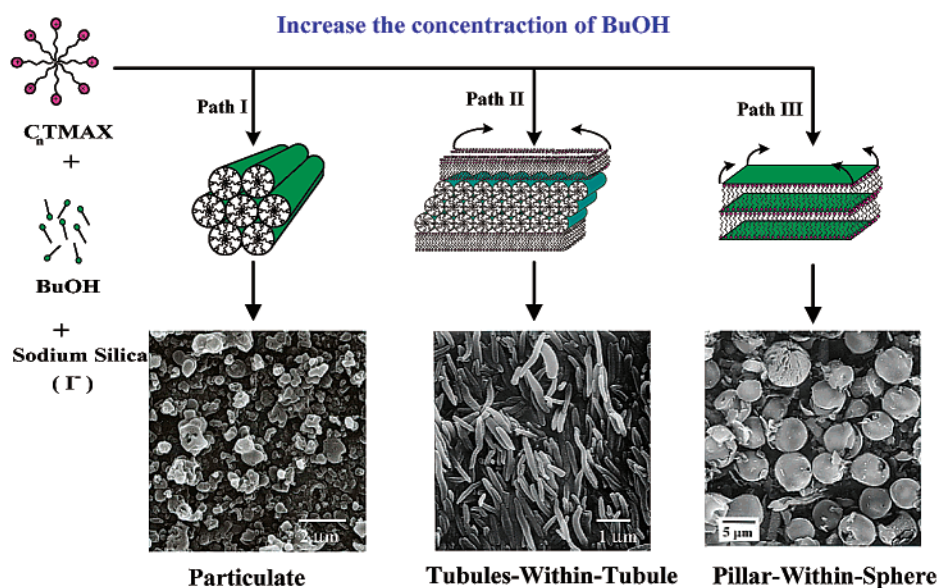 Increase the concentration of BuOH
CnTMAX
+
BuOH
+
Sodium Silica
( I⁻ )
Path I
Path II
Path III
2 μm
1 μm
5 μm
Particulate
Tubules-Within-Tubule
Pillar-Within-Sphere